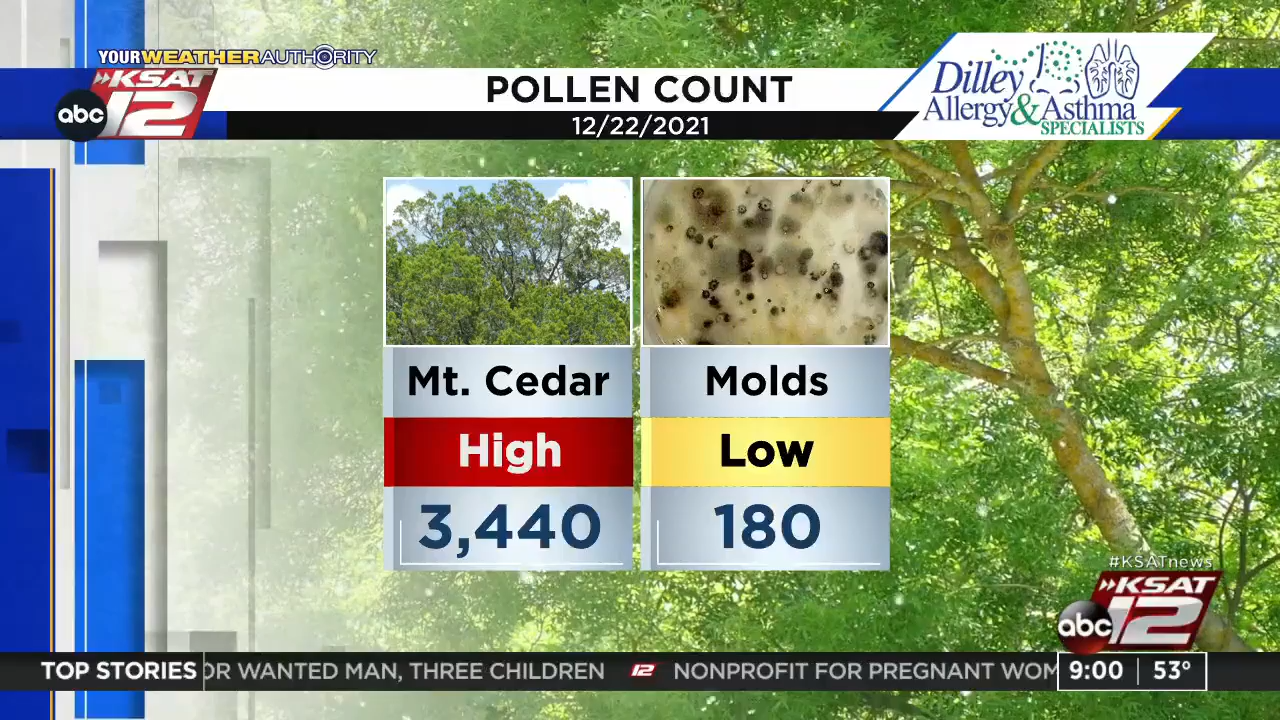 YOURWEATHERAUTHORITY
KSAT
abc 12
POLLEN COUNT
12/22/2021
Dilley
Allergy&Asthma
SPECIALISTS
Mt. Cedar
Molds
High
Low
3,440
180
#KSATnews
KSAT
abc 12
TOP STORIES OR WANTED MAN, THREE CHILDREN 12 NONPROFIT FOR PREGNANT WOM 9:00 53°